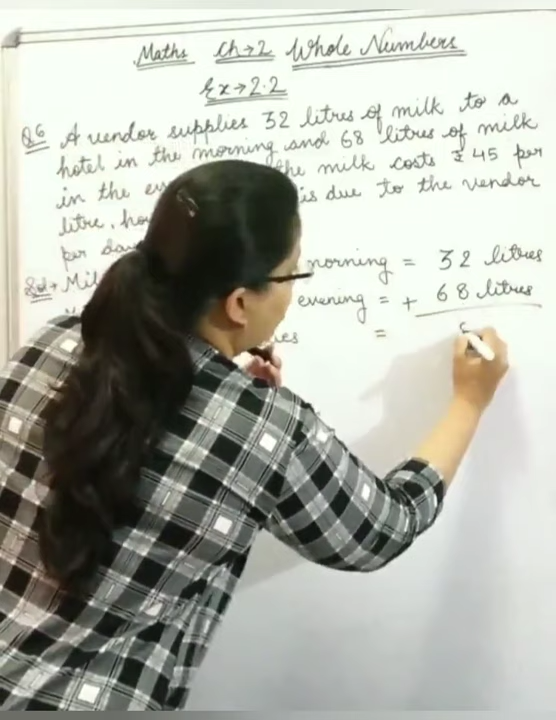 Maths Ch→2 Whole Numbers
Ex→2.2
Q6 A vendor supplies 32 litres of milk to a
hotel in the morning and 68 litres of milk
in the the milk costs ₹45 per
litre, is due to the vendor
per
Sol→ morning = 32 litres
evening = + 68 litres
=